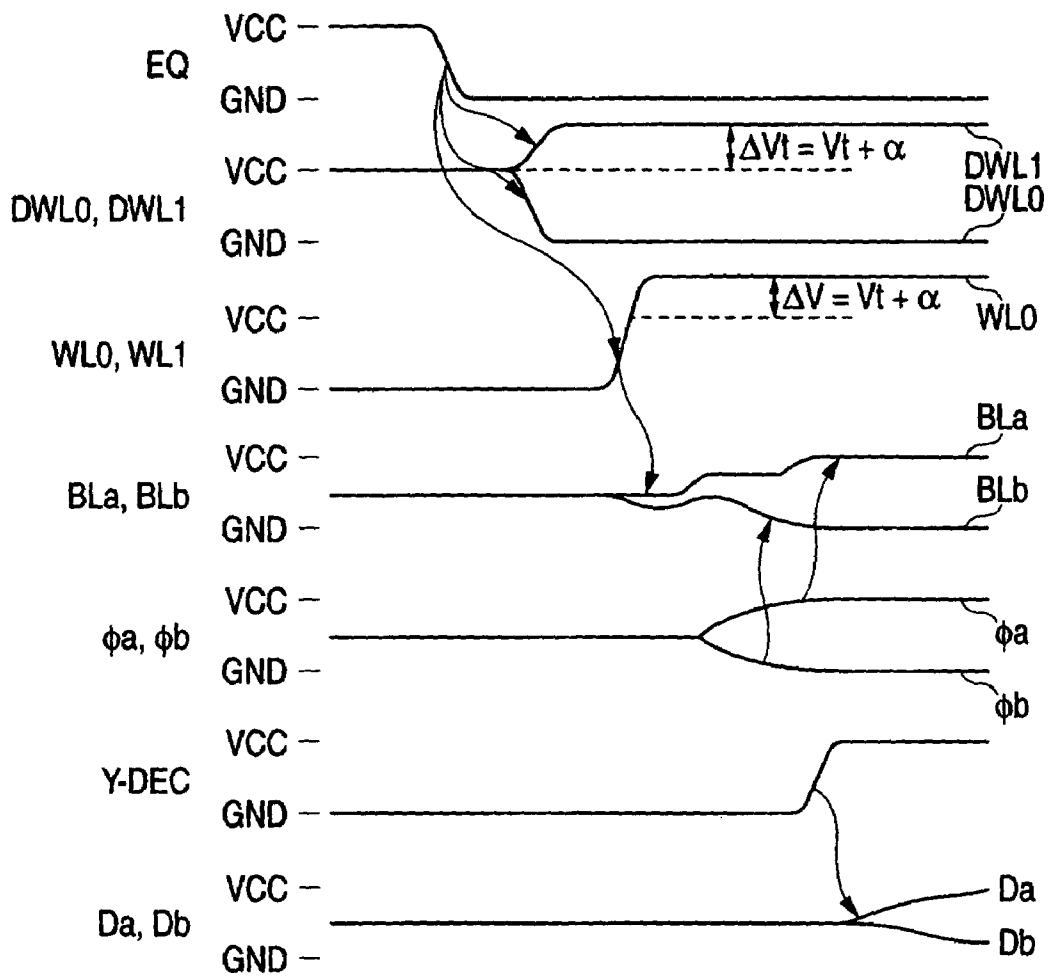 EQ
VCC
GND
DWL0, DWL1
VCC
GND
ΔVt = Vt + α
DWL1
DWL0
WL0, WL1
VCC
GND
ΔV = Vt + α
WL0
BLa, BLb
VCC
GND
BLa
BLb
ϕa, ϕb
VCC
GND
ϕa
ϕb
Y-DEC
VCC
GND
Da, Db
VCC
GND
Da
Db